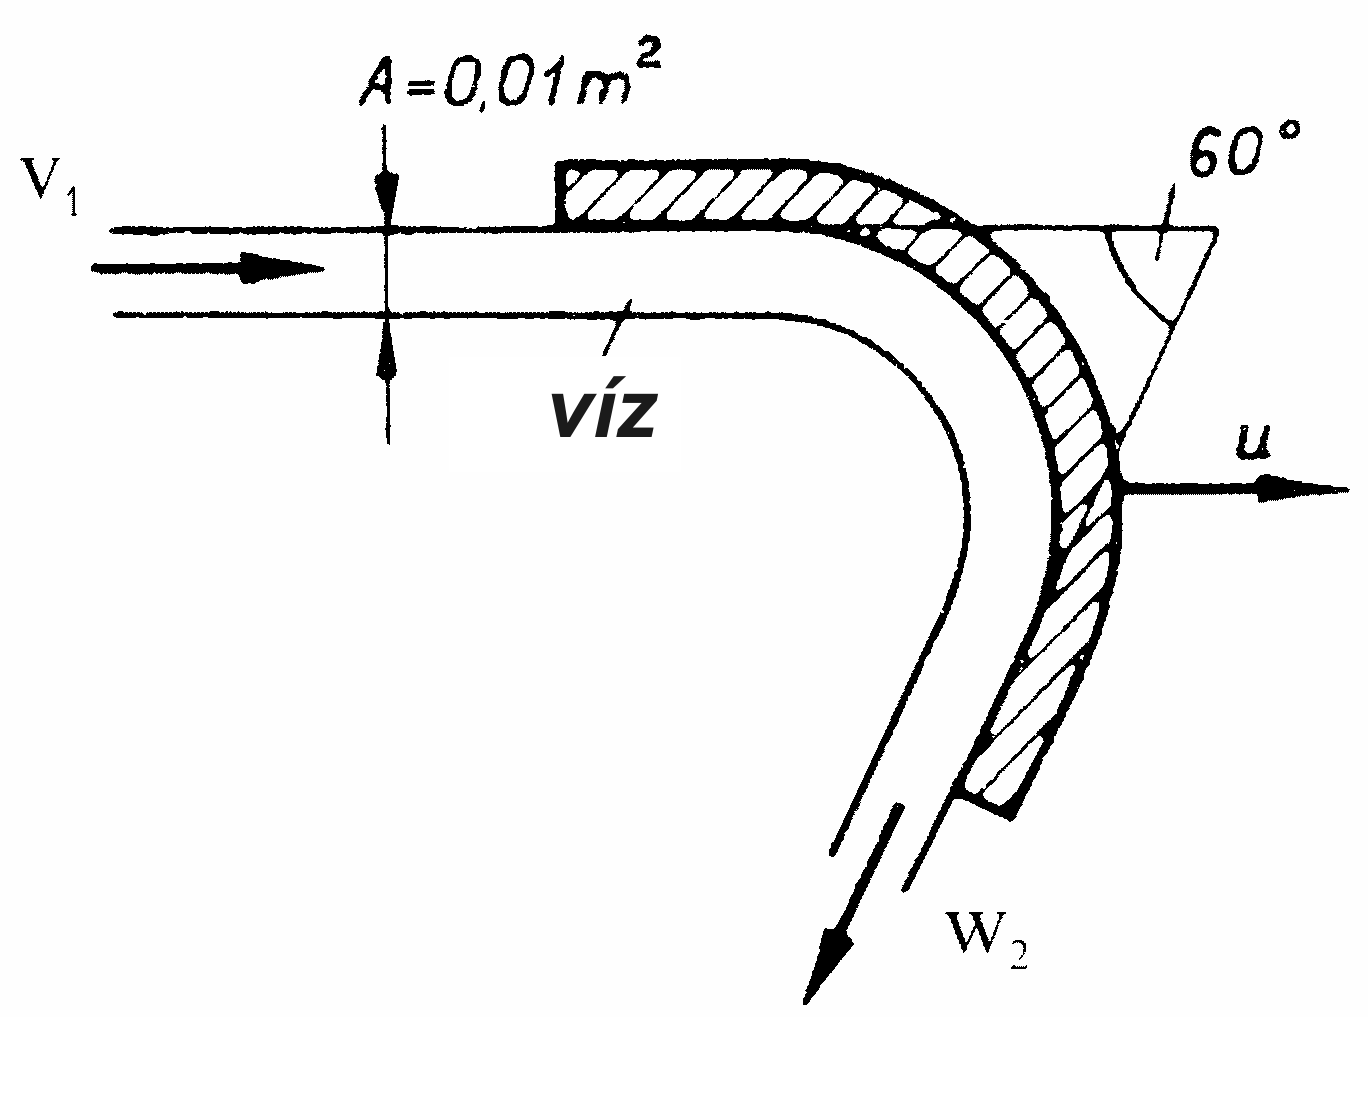 A=0,01m²
60°
V₁
víz
u
W₂